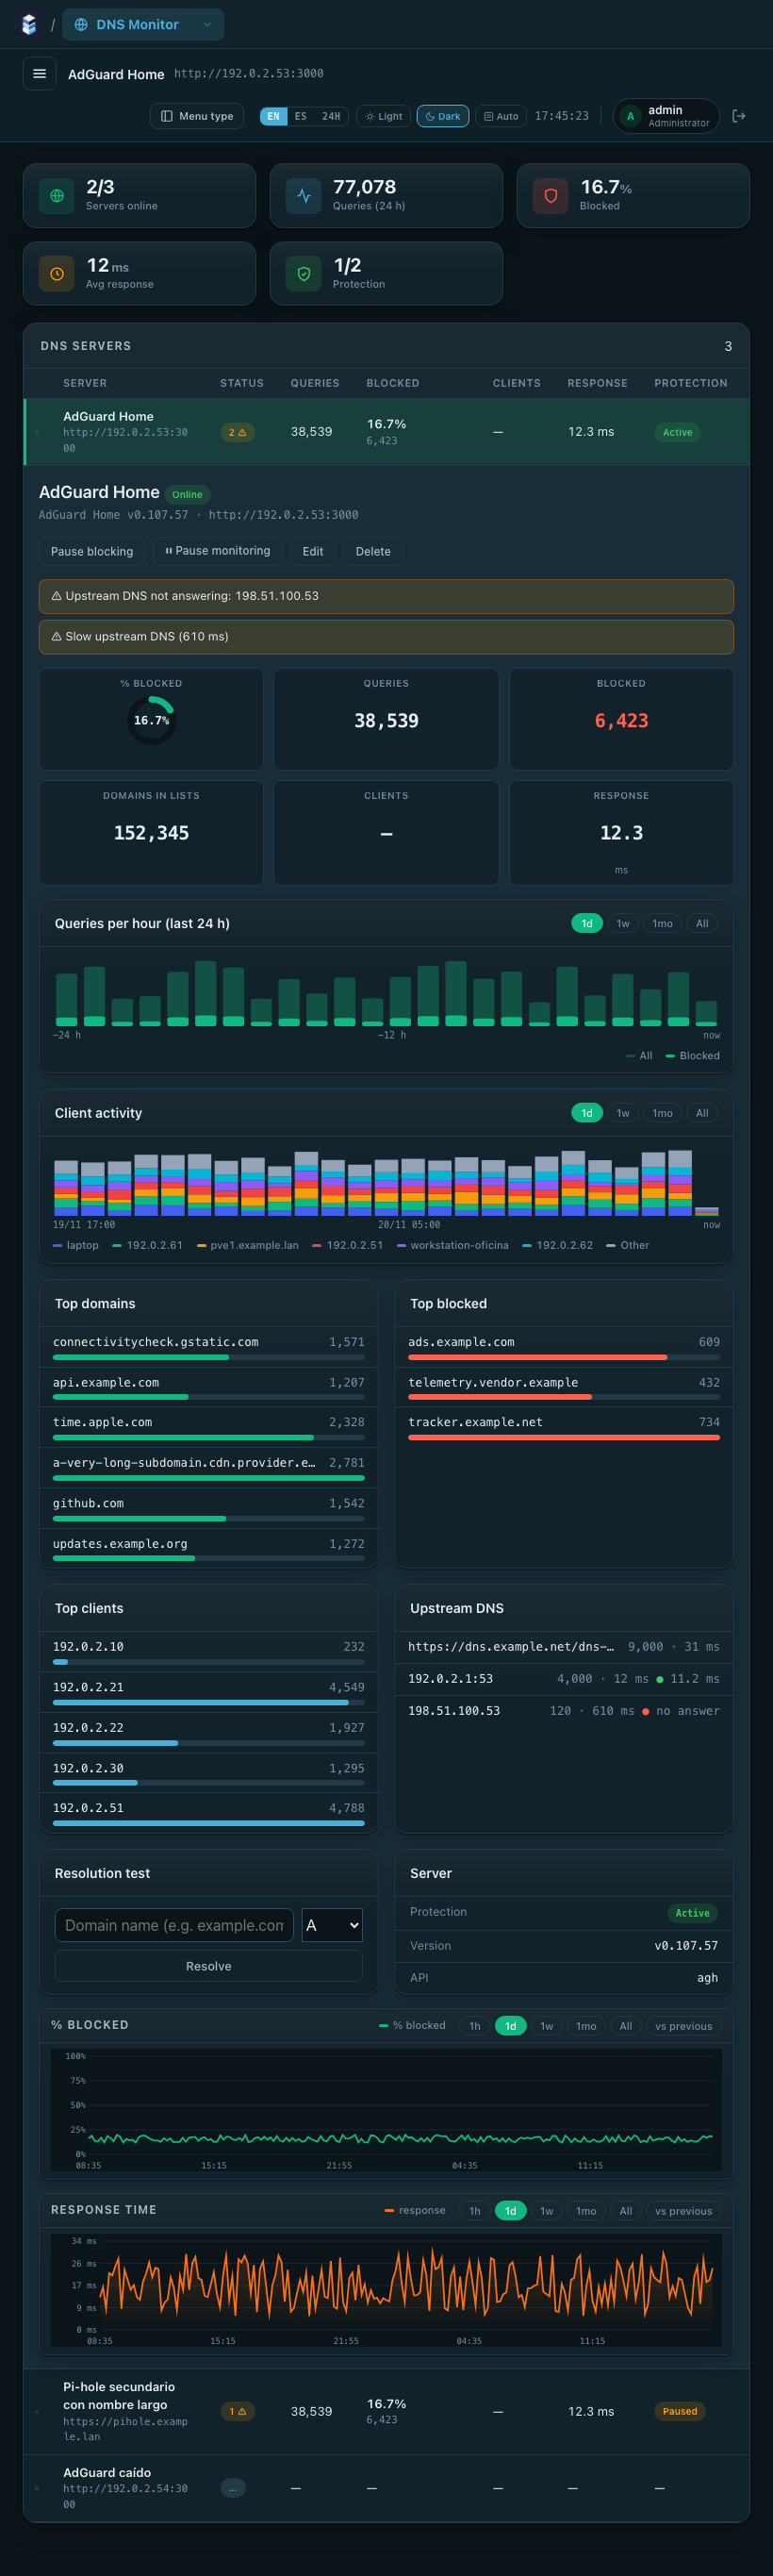 / DNS Monitor
AdGuard Home http://192.0.2.53:3000
Menu type EN ES 24H Light Dark Auto 17:45:23 A admin
Administrator
2/3
Servers online
77,078
Queries (24 h)
16.7%
Blocked
12 ms
Avg response
1/2
Protection
DNS SERVERS 3
SERVER STATUS QUERIES BLOCKED CLIENTS RESPONSE PROTECTION
AdGuard Home
http://192.0.2.53:30
00
2 ⚠ 38,539 16.7%
6,423
— 12.3 ms Active
AdGuard Home Online
AdGuard Home v0.107.57 · http://192.0.2.53:3000
Pause blocking Pause monitoring Edit Delete
⚠ Upstream DNS not answering: 198.51.100.53
⚠ Slow upstream DNS (610 ms)
% BLOCKED
16.7%
QUERIES
38,539
BLOCKED
6,423
DOMAINS IN LISTS
152,345
CLIENTS
—
RESPONSE
12.3
ms
Queries per hour (last 24 h) 1d 1w 1mo All
−24 h −12 h now
All Blocked
Client activity 1d 1w 1mo All
19/11 17:00 20/11 05:00 now
laptop 192.0.2.61 pve1.example.lan 192.0.2.51 workstation-oficina 192.0.2.62 Other
Top domains
connectivitycheck.gstatic.com 1,571
api.example.com 1,207
time.apple.com 2,328
a-very-long-subdomain.cdn.provider.e… 2,781
github.com 1,542
updates.example.org 1,272
Top blocked
ads.example.com 609
telemetry.vendor.example 432
tracker.example.net 734
Top clients
192.0.2.10 232
192.0.2.21 4,549
192.0.2.22 1,927
192.0.2.30 1,295
192.0.2.51 4,788
Upstream DNS
https://dns.example.net/dns-… 9,000 · 31 ms
192.0.2.1:53 4,000 · 12 ms ● 11.2 ms
198.51.100.53 120 · 610 ms ● no answer
Resolution test
Domain name (e.g. example.com A
Resolve
Server
Protection Active
Version v0.107.57
API agh
% BLOCKED % blocked 1h 1d 1w 1mo All vs previous
100%
75%
50%
25%
0%
08:35 15:15 21:55 04:35 11:15
RESPONSE TIME response 1h 1d 1w 1mo All vs previous
34 ms
26 ms
17 ms
9 ms
0 ms
08:35 15:15 21:55 04:35 11:15
Pi-hole secundario
con nombre largo
https://pihole.examp
le.lan
1 ⚠ 38,539 16.7%
6,423
— 12.3 ms Paused
AdGuard caído
http://192.0.2.54:30
00
… — — — — —